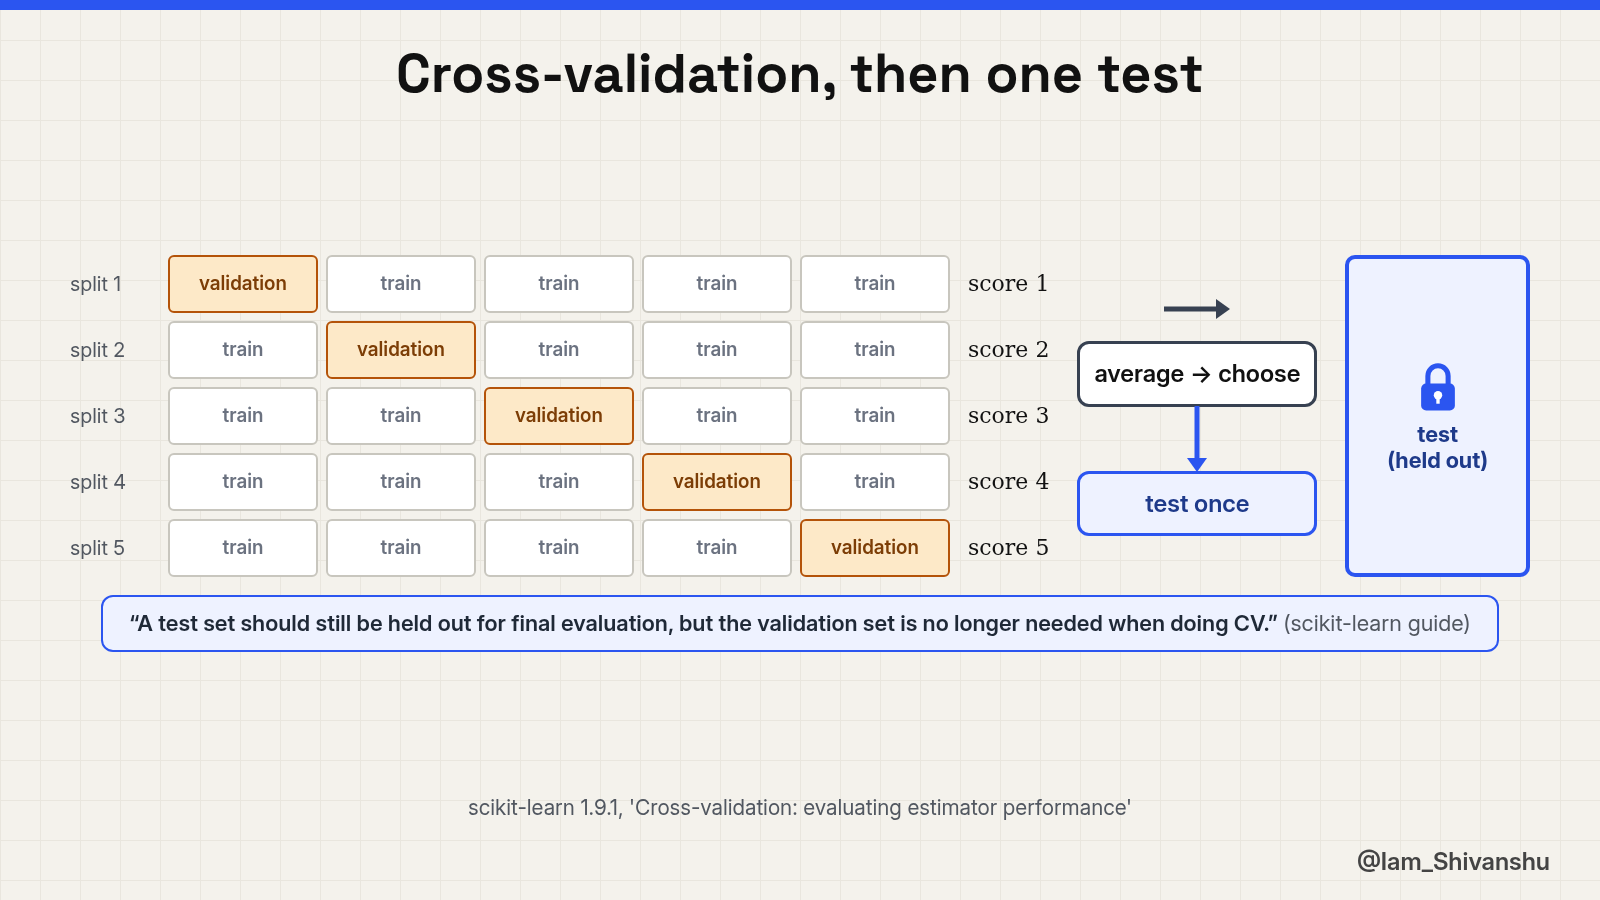 Cross-validation, then one test
split 1 validation train train train train score 1
split 2 train validation train train train score 2
split 3 train train validation train train score 3
split 4 train train train validation train score 4
split 5 train train train train validation score 5
average → choose
test once
test
(held out)
“A test set should still be held out for final evaluation, but the validation set is no longer needed when doing CV.” (scikit-learn guide)
scikit-learn 1.9.1, 'Cross-validation: evaluating estimator performance'
@Iam_Shivanshu